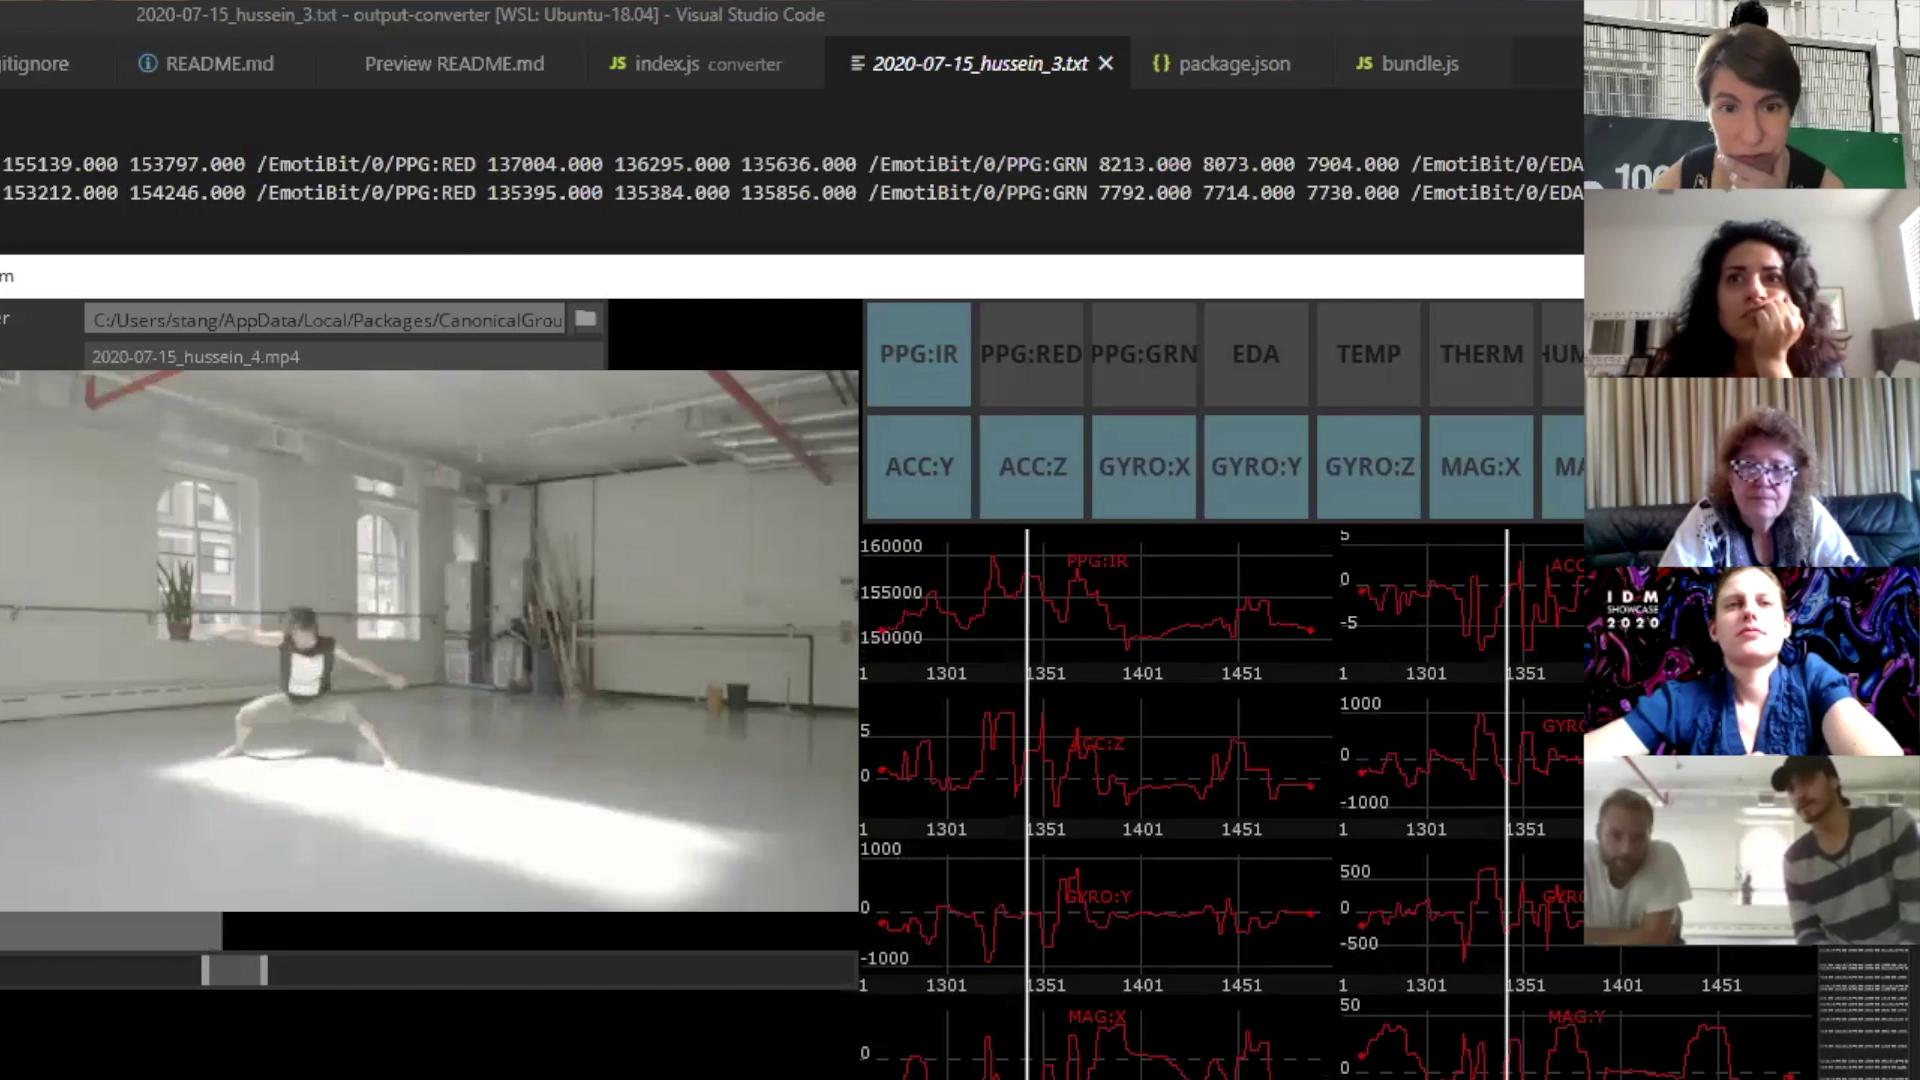 2020-07-15_hussein_3.txt - output-converter [WSL: Ubuntu-18.04] - Visual Studio Code
itignore README.md Preview README.md JS index.js converter 2020-07-15_hussein_3.txt {} package.json JS bundle.js
155139.000 153797.000 /EmotiBit/0/PPG:RED 137004.000 136295.000 135636.000 /EmotiBit/0/PPG:GRN 8213.000 8073.000 7904.000 /EmotiBit/0/EDA
153212.000 154246.000 /EmotiBit/0/PPG:RED 135395.000 135384.000 135856.000 /EmotiBit/0/PPG:GRN 7792.000 7714.000 7730.000 /EmotiBit/0/EDA
m
r
C:/Users/stang/AppData/Local/Packages/CanonicalGrou
2020-07-15_hussein_4.mp4
PPG:IR PPG:RED PPG:GRN EDA TEMP THERM HUM
ACC:Y ACC:Z GYRO:X GYRO:Y GYRO:Z MAG:X MA
160000
155000
150000
PPG:IR
1 1301 1351 1401 1451
5
0
-5
ACC
1 1301 1351
5
0
ACC:Z
1 1301 1351 1401 1451
1000
0
-1000
GYRO
1 1301 1351
1000
0
-1000
GYRO:Y
1 1301 1351 1401 1451
500
0
-500
GYRO
1 1301 1351 1401 1451
MAG:X
0
50
0
MAG:Y
100
IDM
SHOWCASE
2020